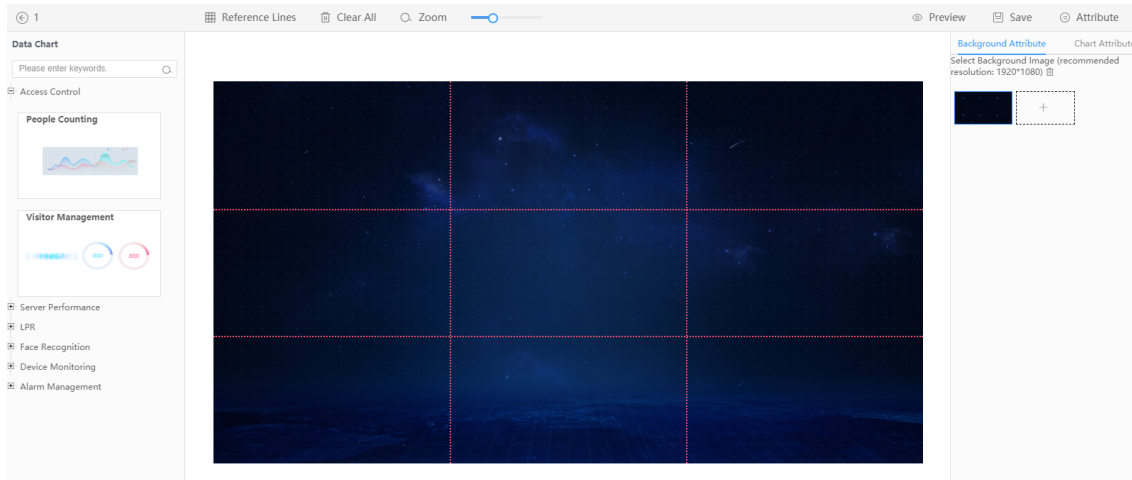 1
Reference Lines
Clear All
Zoom
Preview
Save
Attribute
Data Chart
Please enter keywords.
Access Control
People Counting
Visitor Management
Server Performance
LPR
Face Recognition
Device Monitoring
Alarm Management
Background Attribute
Chart Attribut
Select Background Image (recommended
resolution: 1920*1080)